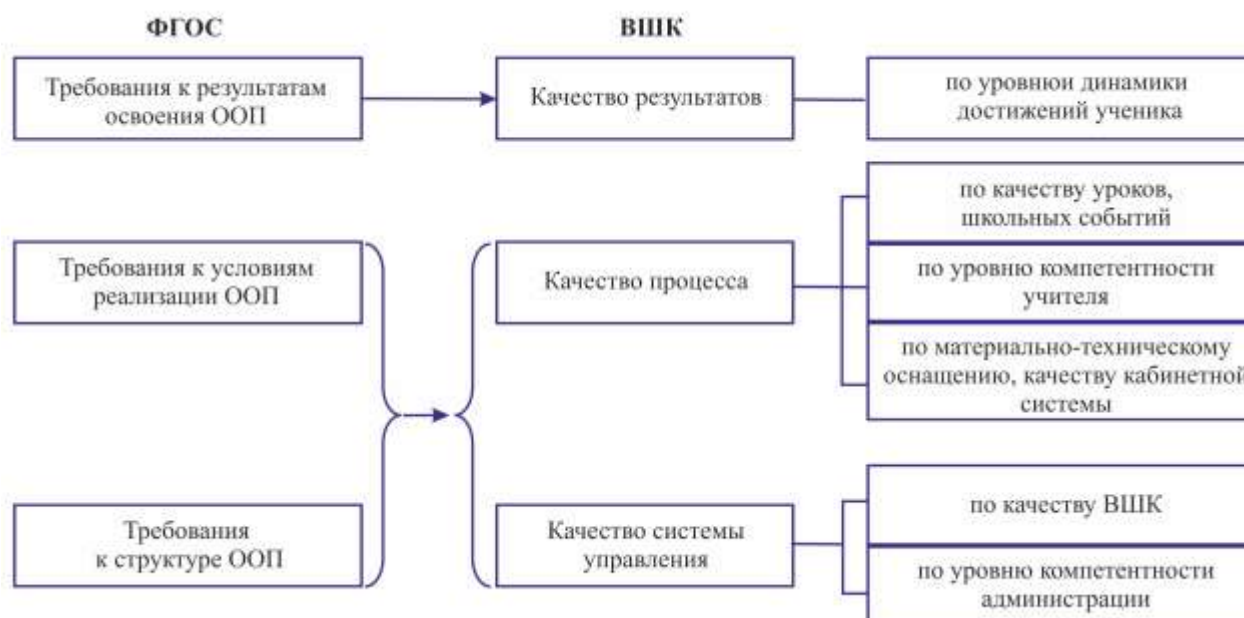 ФГОС
ВШК
Требования к результатам
освоения ООП
Качество результатов
по уровнюи динамики
достижений ученика
по качеству уроков,
школьных событий
Требования к условиям
реализации ООП
Качество процесса
по уровню компетентности
учителя
по материально-техническому
оснащению, качеству кабинетной
системы
Требования
к структуре ООП
Качество системы
управления
по качеству ВШК
по уровню компетентности
администрации